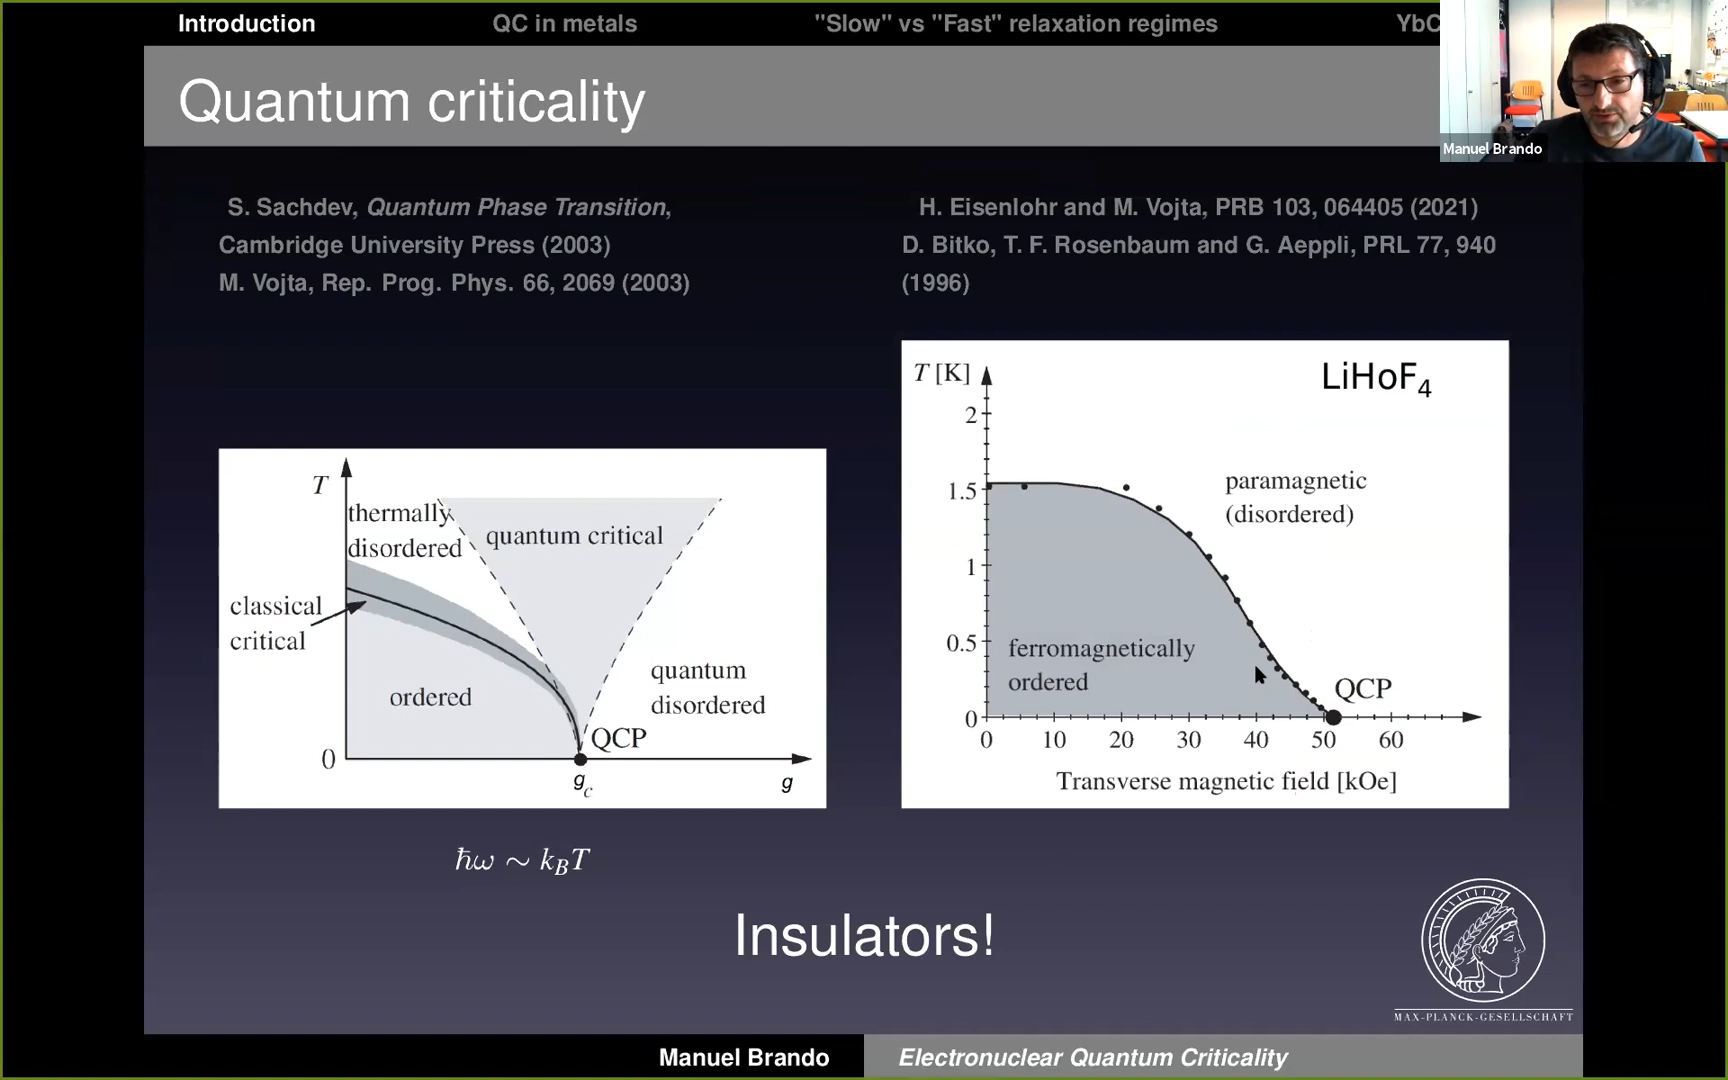 Introduction QC in metals "Slow" vs "Fast" relaxation regimes YbC
Quantum criticality
Manuel Brando
S. Sachdev, Quantum Phase Transition,
Cambridge University Press (2003)
M. Vojta, Rep. Prog. Phys. 66, 2069 (2003)
H. Eisenlohr and M. Vojta, PRB 103, 064405 (2021)
D. Bitko, T. F. Rosenbaum and G. Aeppli, PRL 77, 940
(1996)
T
thermally
disordered
quantum critical
classical
critical
ordered
quantum
disordered
QCP
0
g_c
g
T [K]
LiHoF₄
2
1.5
1
0.5
0
paramagnetic
(disordered)
ferromagnetically
ordered
QCP
0 10 20 30 40 50 60
Transverse magnetic field [kOe]
ħω ∼ k_BT
Insulators!
MAX-PLANCK-GESELLSCHAFT
Manuel Brando Electronuclear Quantum Criticality